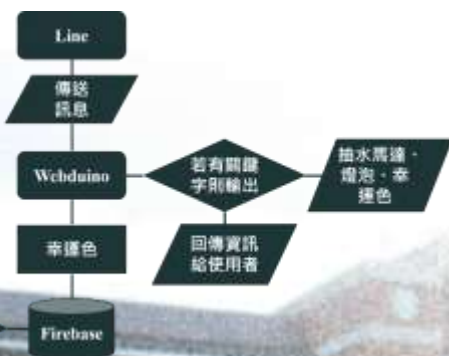 Line
傳送
訊息
Webduino
若有關鍵
字則輸出
抽水馬達、
燈泡、幸
運色
幸運色
回傳資訊
給使用者
Firebase